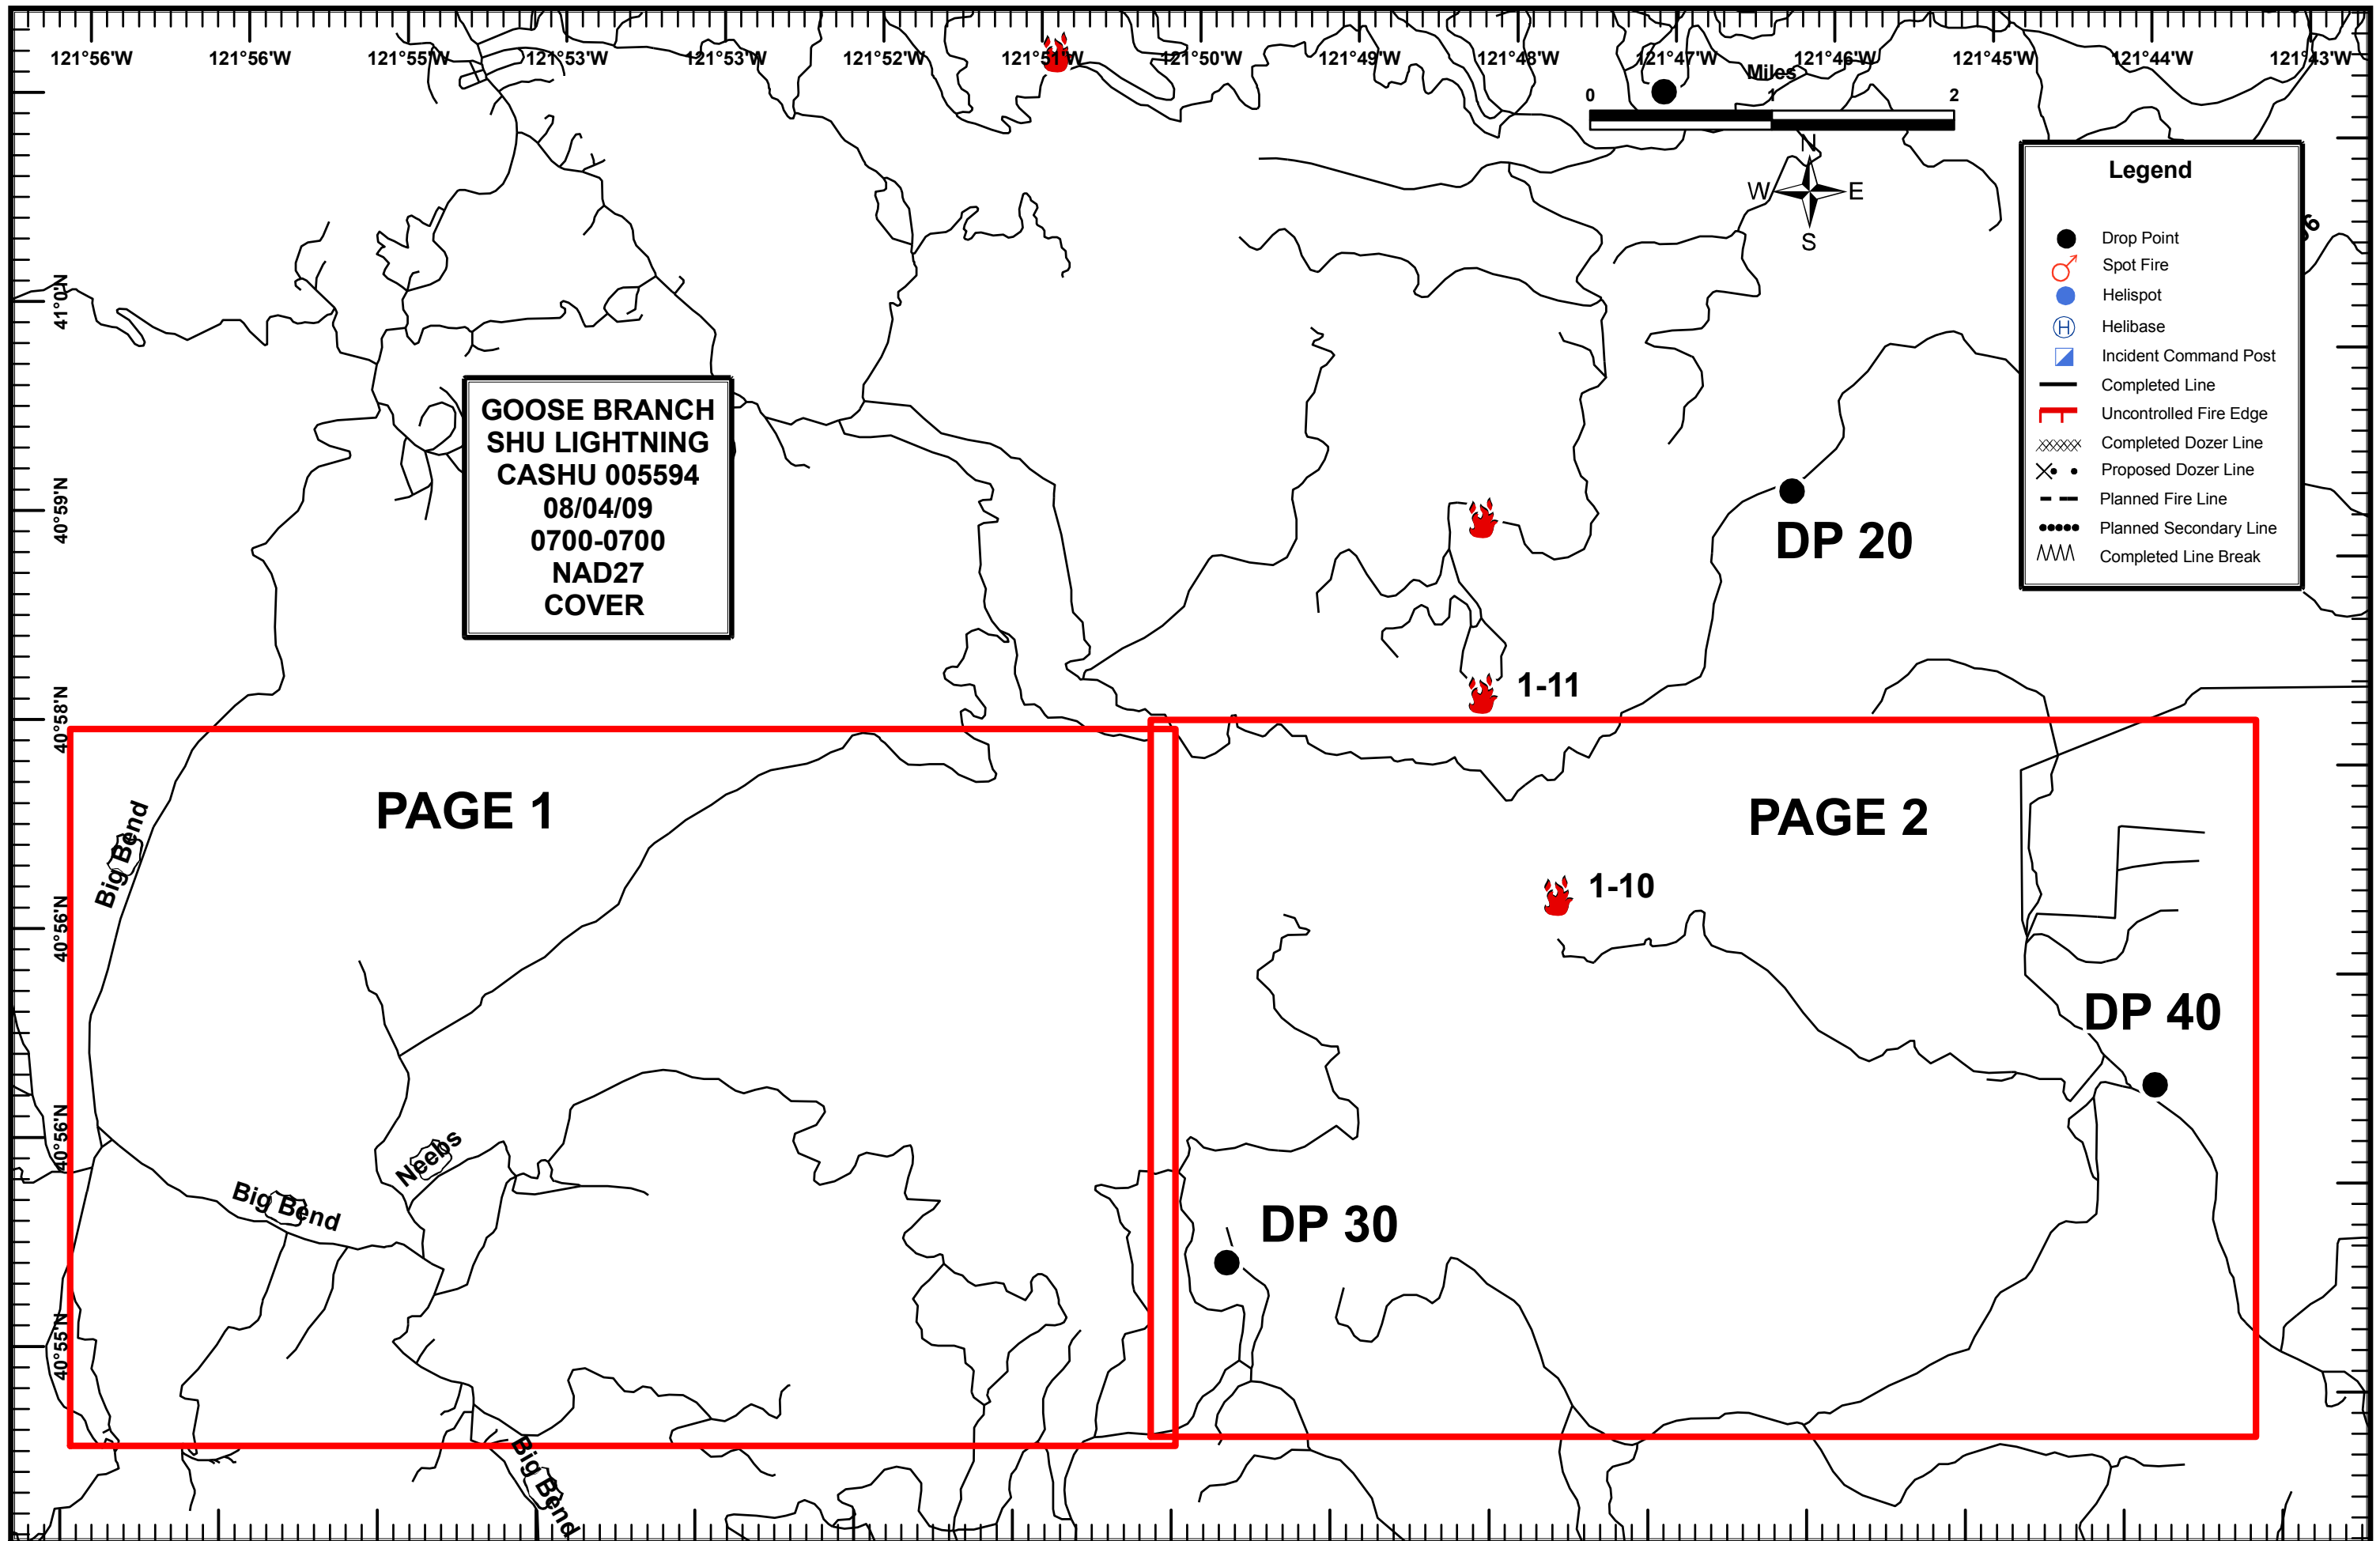 121°56'W 121°56'W 121°55'W 121°53'W 121°53'W 121°52'W 121°51'W 121°50'W 121°49'W 121°48'W 121°47'W 121°46'W 121°45'W 121°44'W 121°43'W
Miles
0 1 2
N
W E
S
Legend
Drop Point
Spot Fire
Helispot
Helibase
Incident Command Post
Completed Line
Uncontrolled Fire Edge
Completed Dozer Line
Proposed Dozer Line
Planned Fire Line
Planned Secondary Line
Completed Line Break
41°0'N
GOOSE BRANCH
SHU LIGHTNING
CASHU 005594
08/04/09
0700-0700
NAD27
COVER
40°59'N
DP 20
1-11
40°58'N
PAGE 1
PAGE 2
Big Bend
1-10
40°56'N
DP 40
40°56'N
Neebs
Big Bend
DP 30
40°55'N
Big Bend